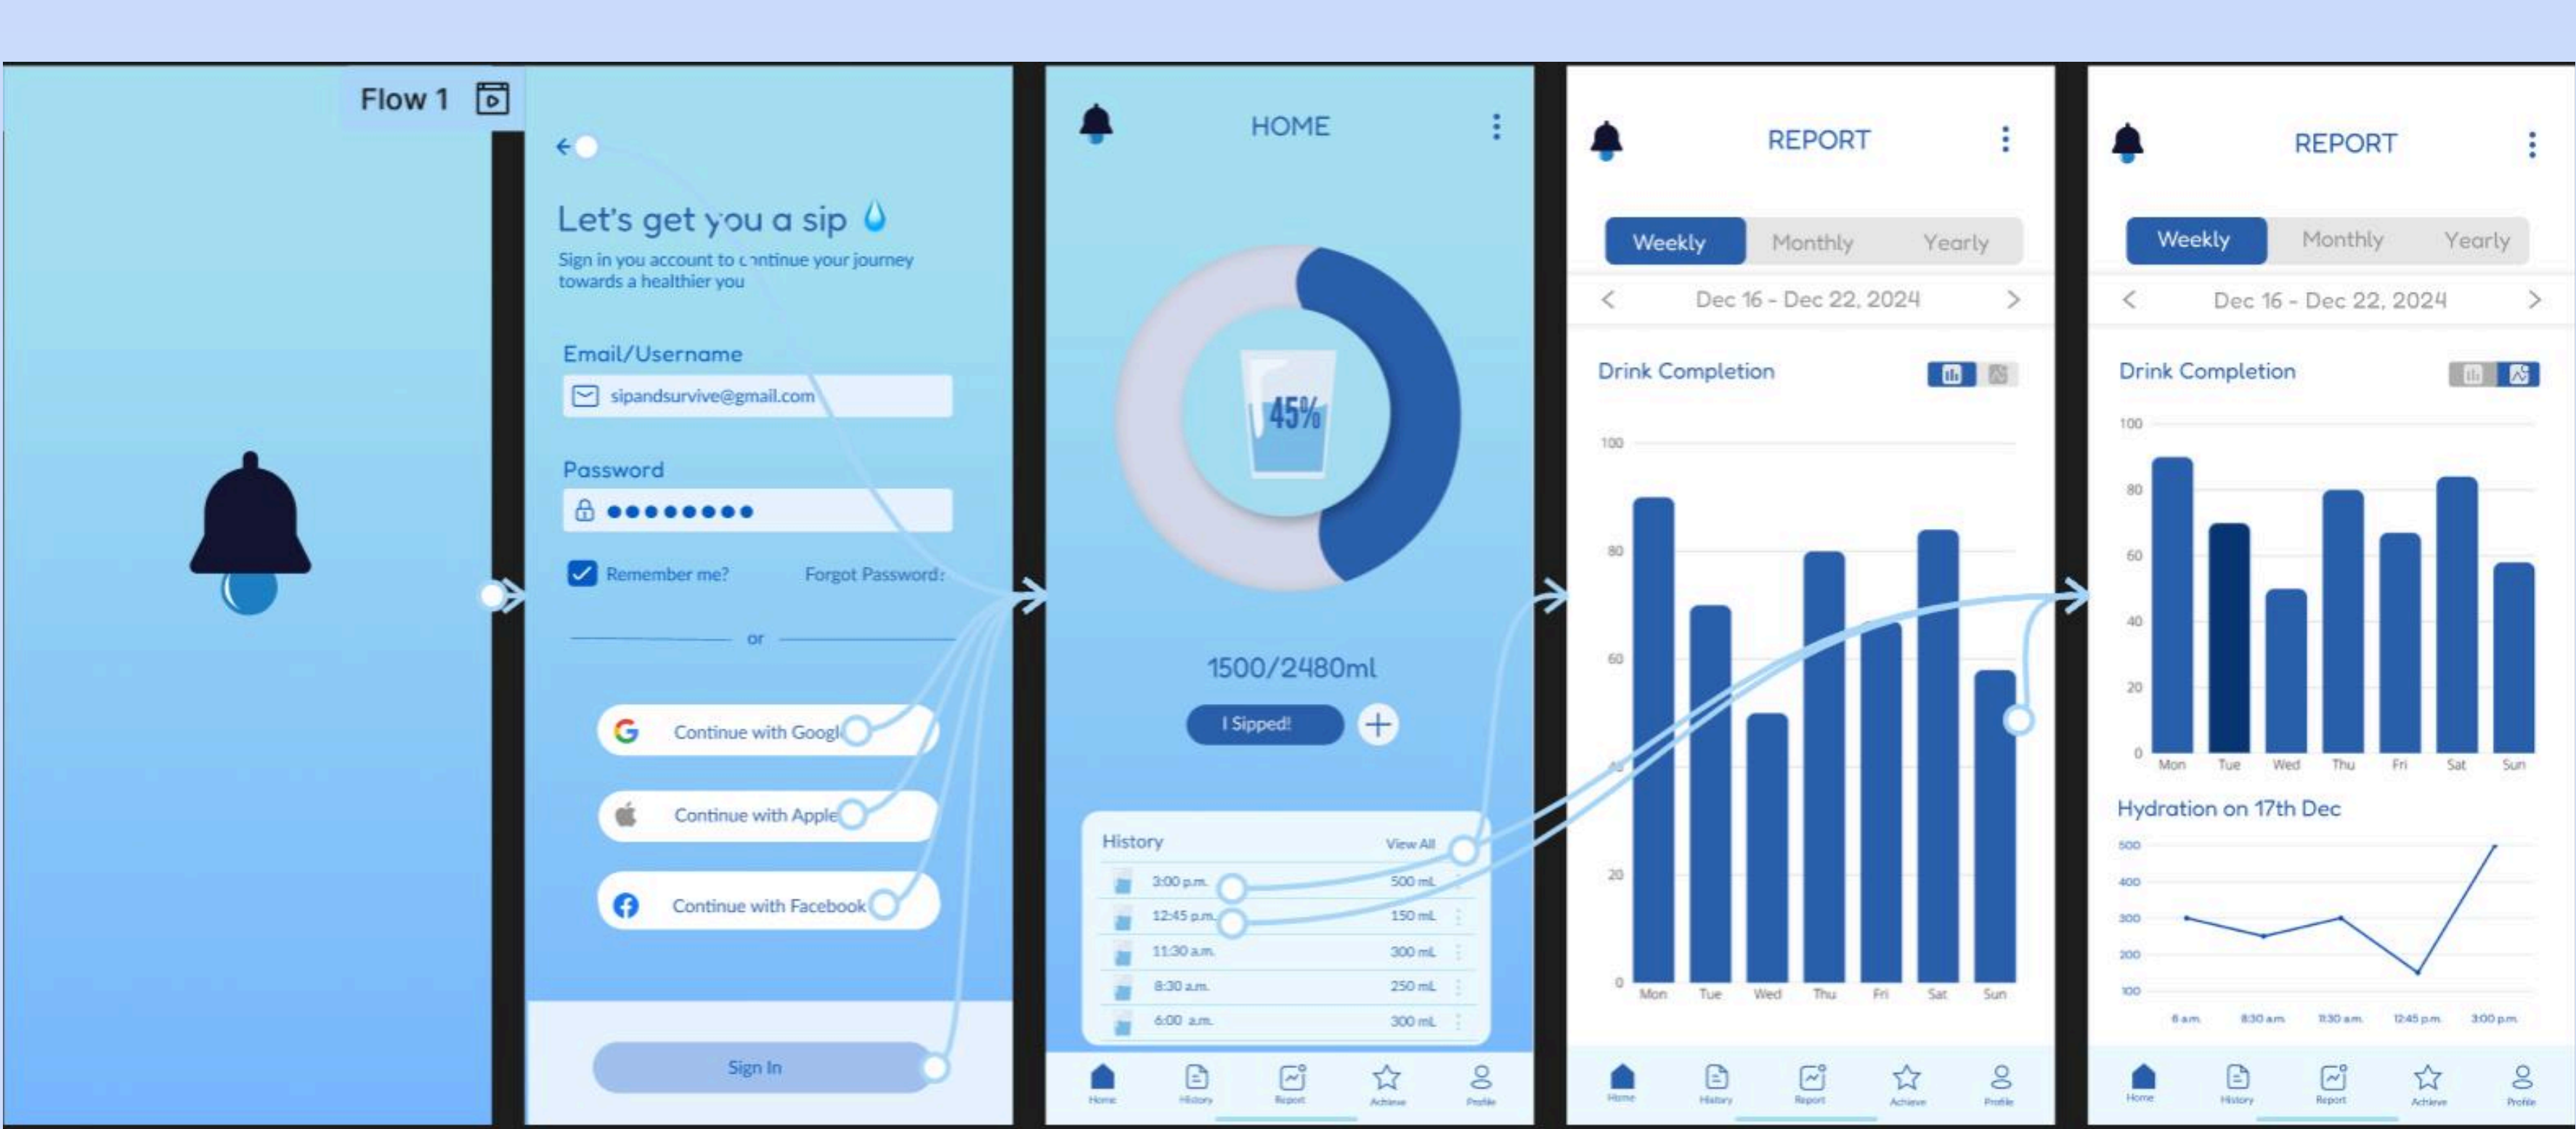 Flow 1
Let's get you a sip
Sign in you account to continue your journey
towards a healthier you
Email/Username
sipandsurvive@gmail.com
Password
Remember me?
Forgot Password?
or
Continue with Google
Continue with Apple
Continue with Facebook
Sign In
HOME
45%
1500/2480ml
I Sipped!
History
View All
3:00 p.m.
500 mL
12:45 p.m.
150 mL
11:30 a.m.
300 mL
8:30 a.m.
250 mL
6:00 a.m.
300 mL
Home
History
Report
Achieve
Profile
REPORT
Weekly
Monthly
Yearly
Dec 16 - Dec 22, 2024
Drink Completion
100
80
60
40
20
0
Mon
Tue
Wed
Thu
Fri
Sat
Sun
Home
History
Report
Achieve
Profile
REPORT
Weekly
Monthly
Yearly
Dec 16 - Dec 22, 2024
Drink Completion
100
80
60
40
20
0
Mon
Tue
Wed
Thu
Fri
Sat
Sun
Hydration on 17th Dec
500
400
300
200
100
6 a.m.
8:30 a.m.
11:30 a.m.
12:45 p.m.
3:00 p.m.
Home
History
Report
Achieve
Profile